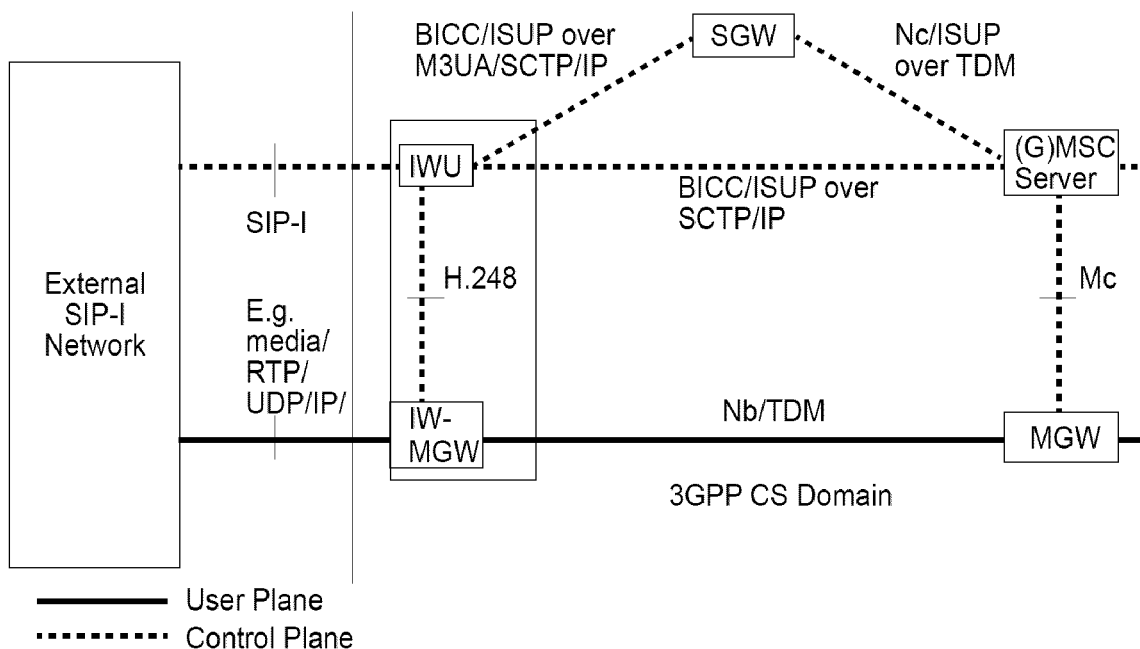 BICC/ISUP over
M3UA/SCTP/IP
SGW
Nc/ISUP
over TDM
IWU
(G)MSC
Server
SIP-I
BICC/ISUP over
SCTP/IP
External
SIP-I
Network
H.248
Mc
E.g.
media/
RTP/
UDP/IP/
IW-
MGW
Nb/TDM
MGW
3GPP CS Domain
User Plane
Control Plane